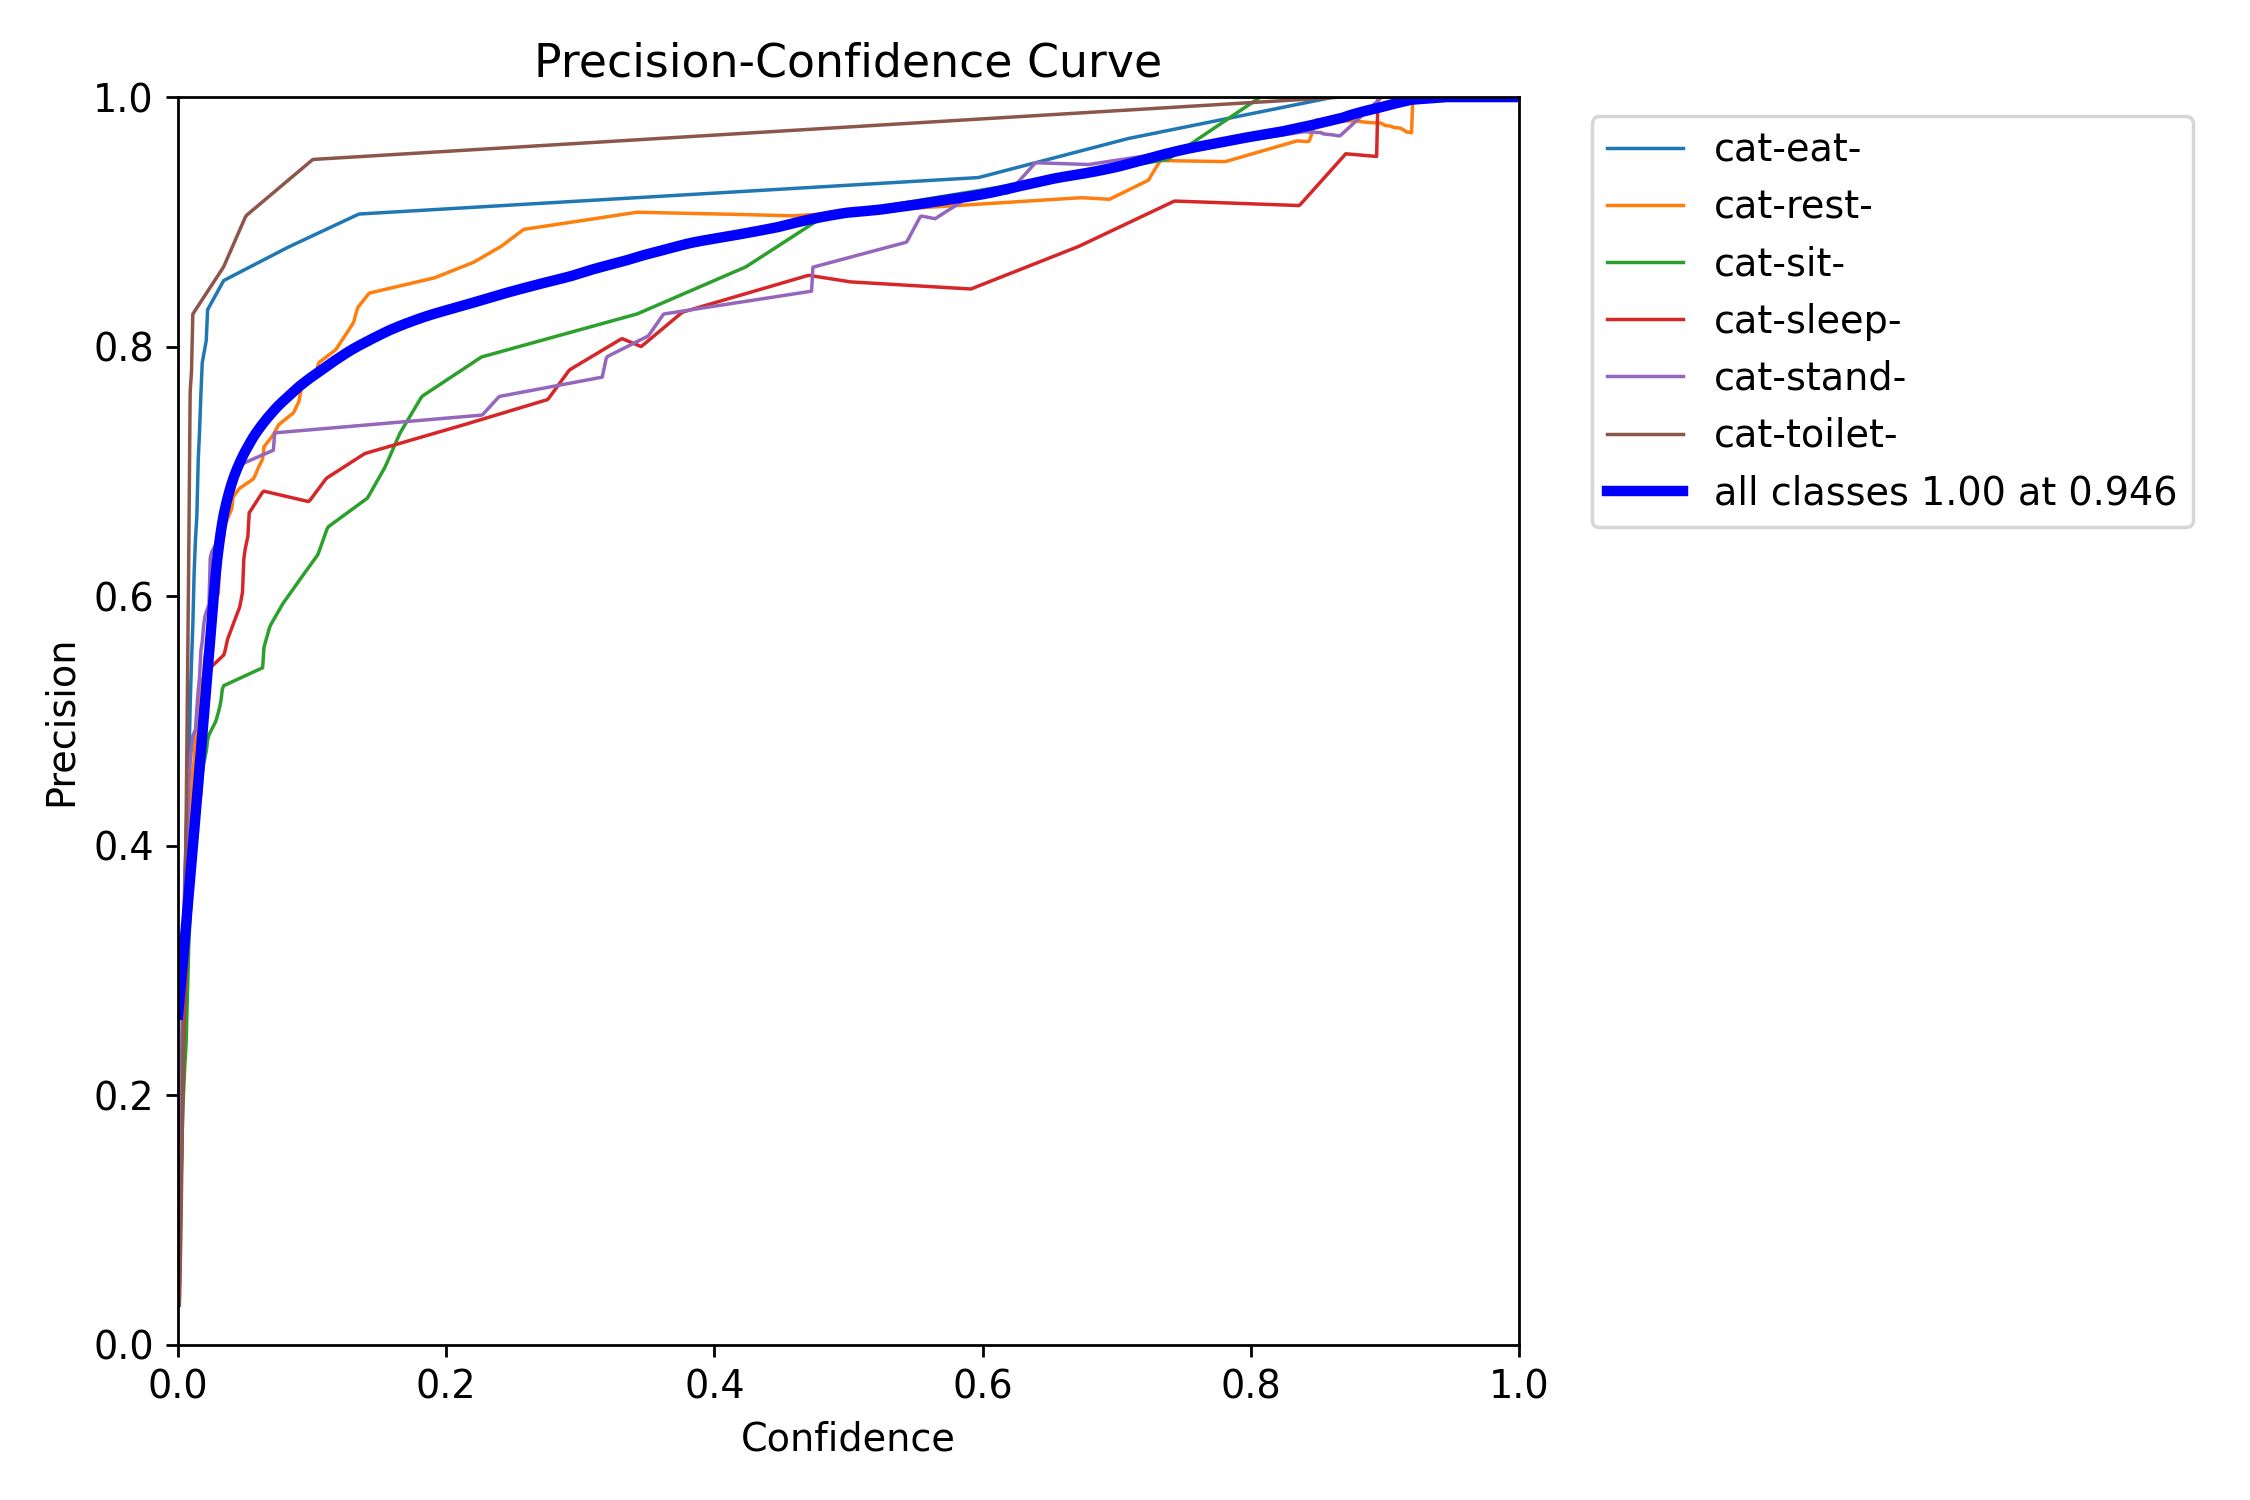 Precision-Confidence Curve
1.0
0.8
0.6
0.4
0.2
0.0
Precision
0.0 0.2 0.4 0.6 0.8 1.0
Confidence
cat-eat-
cat-rest-
cat-sit-
cat-sleep-
cat-stand-
cat-toilet-
all classes 1.00 at 0.946